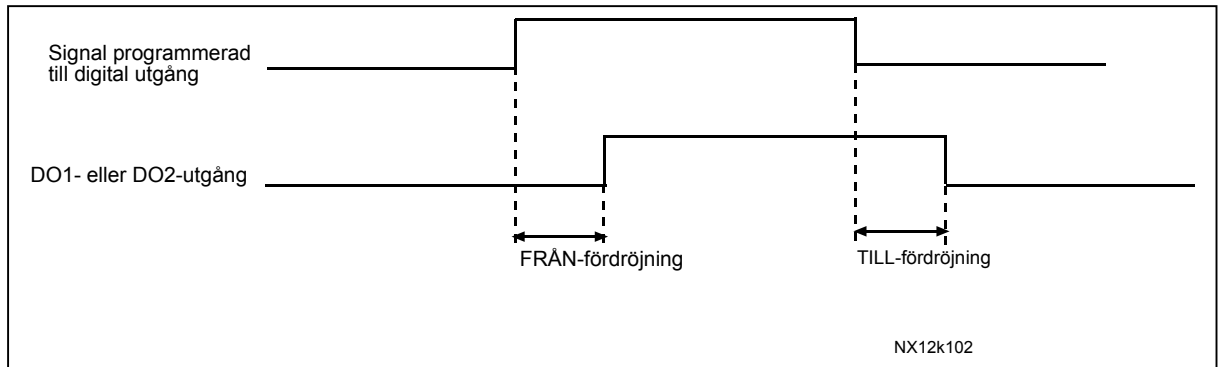 Signal programmerad
till digital utgång
DO1- eller DO2-utgång
FRÅN-fördröjning
TILL-fördröjning
NX12k102